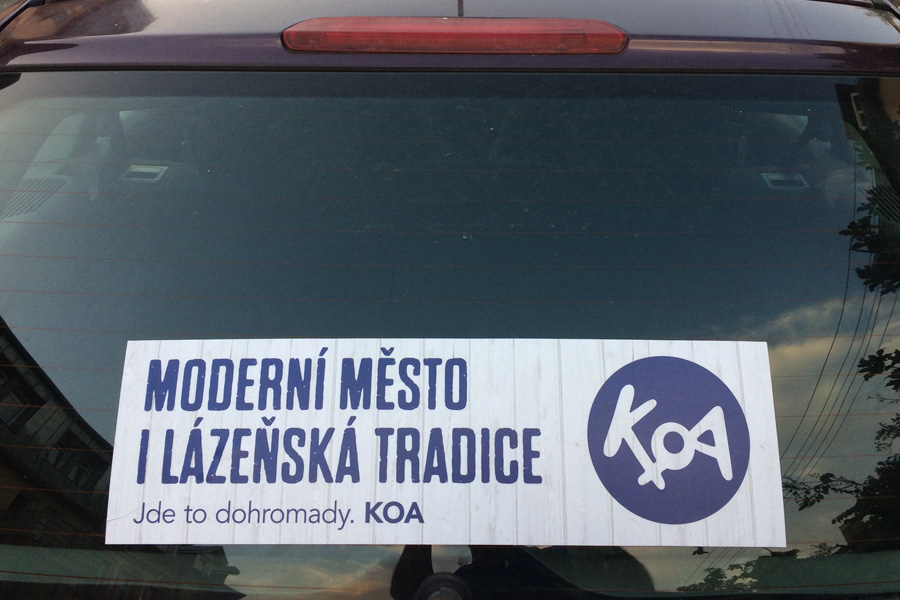 MODERNÍ MĚSTO
I LÁZEŇSKÁ TRADICE
Jde to dohromady. KOA
KOA